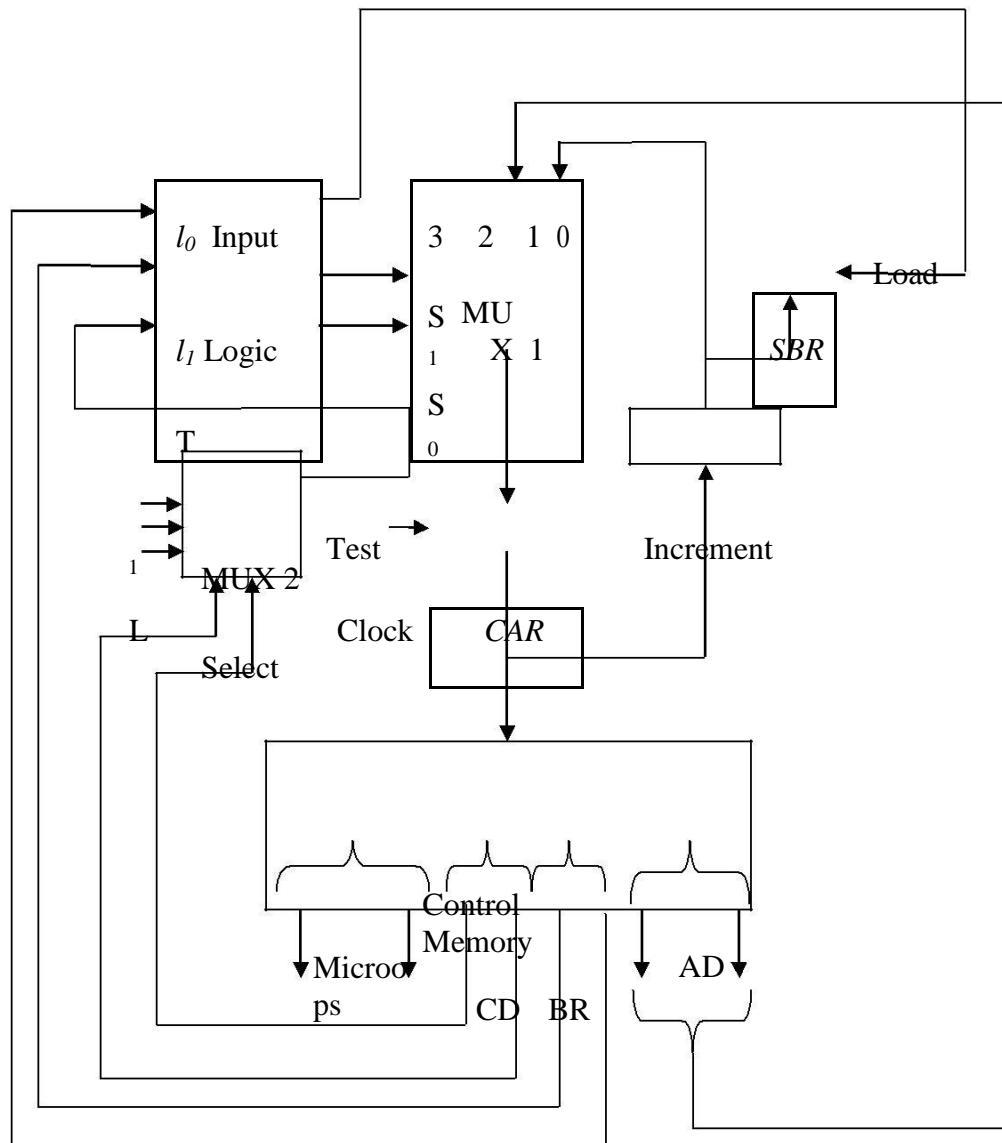 l0 Input
3 2 1 0
Load
S MU
1 X 1
l1 Logic
SBR
S
0
T
Test
Increment
1
MUX 2
L
Clock
CAR
Select
Control
Memory
Microo
ps
AD
CD BR